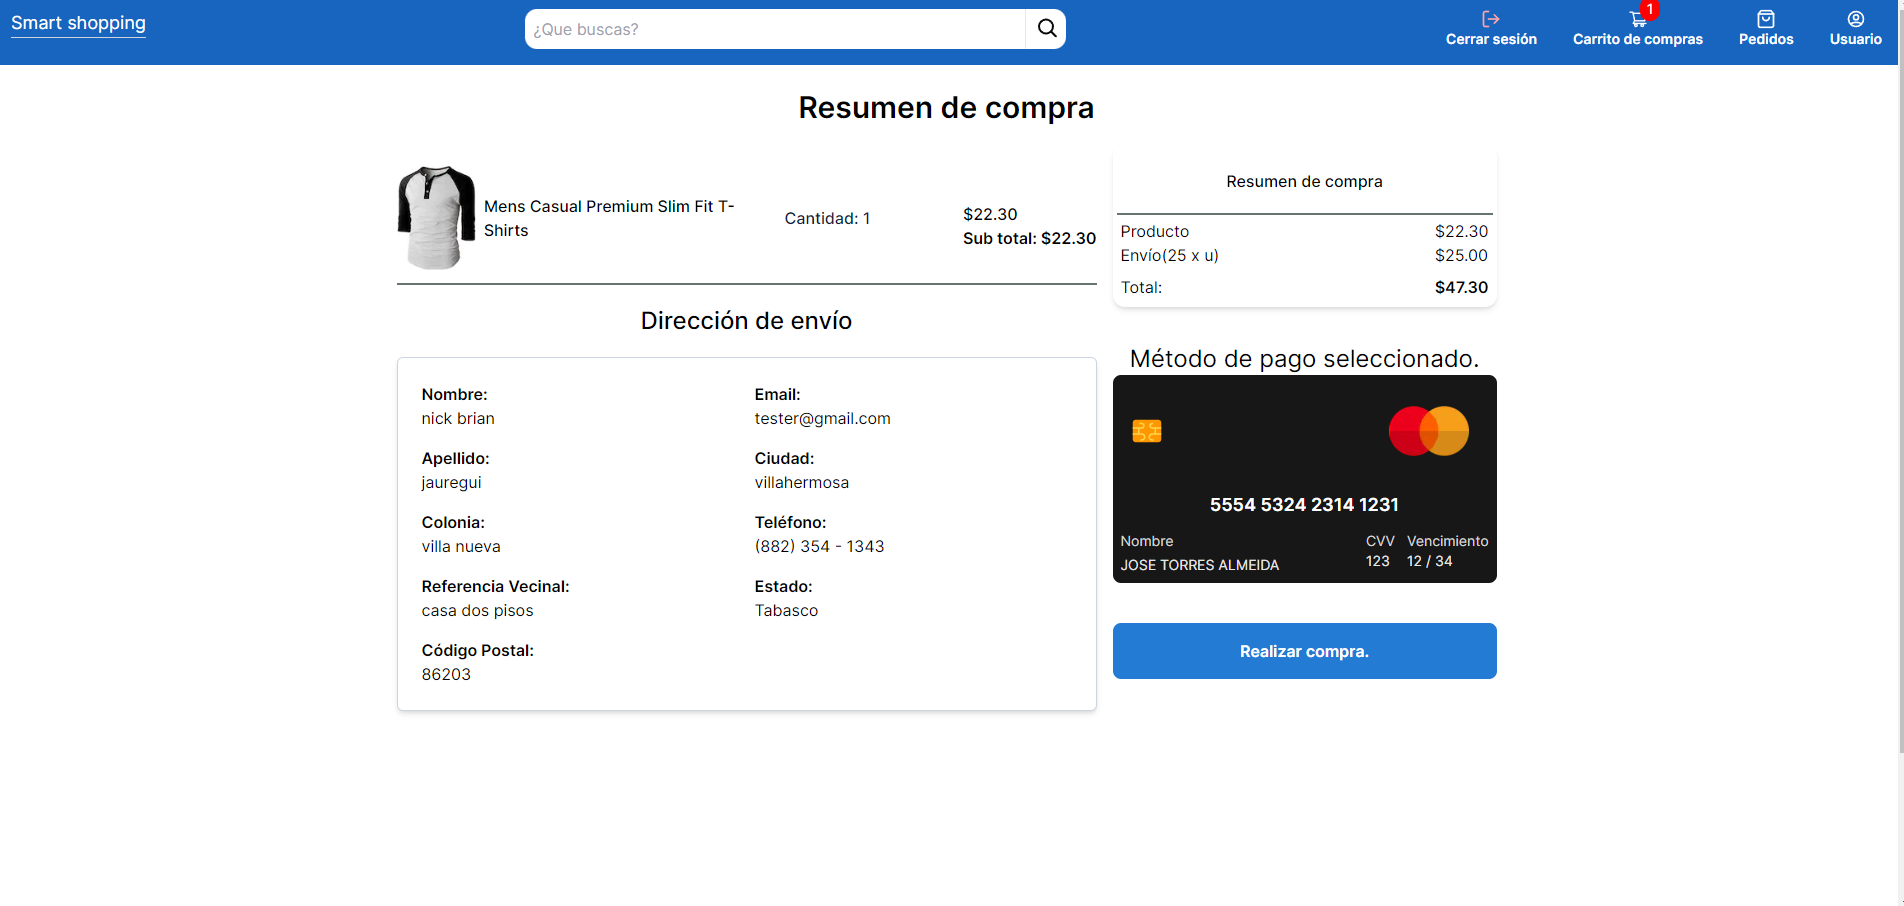 Smart shopping
¿Que buscas?
Cerrar sesión
1
Carrito de compras
Pedidos
Usuario
Resumen de compra
Mens Casual Premium Slim Fit T-
Shirts
Cantidad: 1
$22.30
Sub total: $22.30
Dirección de envío
Nombre:
nick brian
Email:
tester@gmail.com
Apellido:
jauregui
Ciudad:
villahermosa
Colonia:
villa nueva
Teléfono:
(882) 354 - 1343
Referencia Vecinal:
casa dos pisos
Estado:
Tabasco
Código Postal:
86203
Resumen de compra
Producto $22.30
Envío(25 x u) $25.00
Total: $47.30
Método de pago seleccionado.
5554 5324 2314 1231
Nombre
JOSE TORRES ALMEIDA
CVV
123
Vencimiento
12 / 34
Realizar compra.